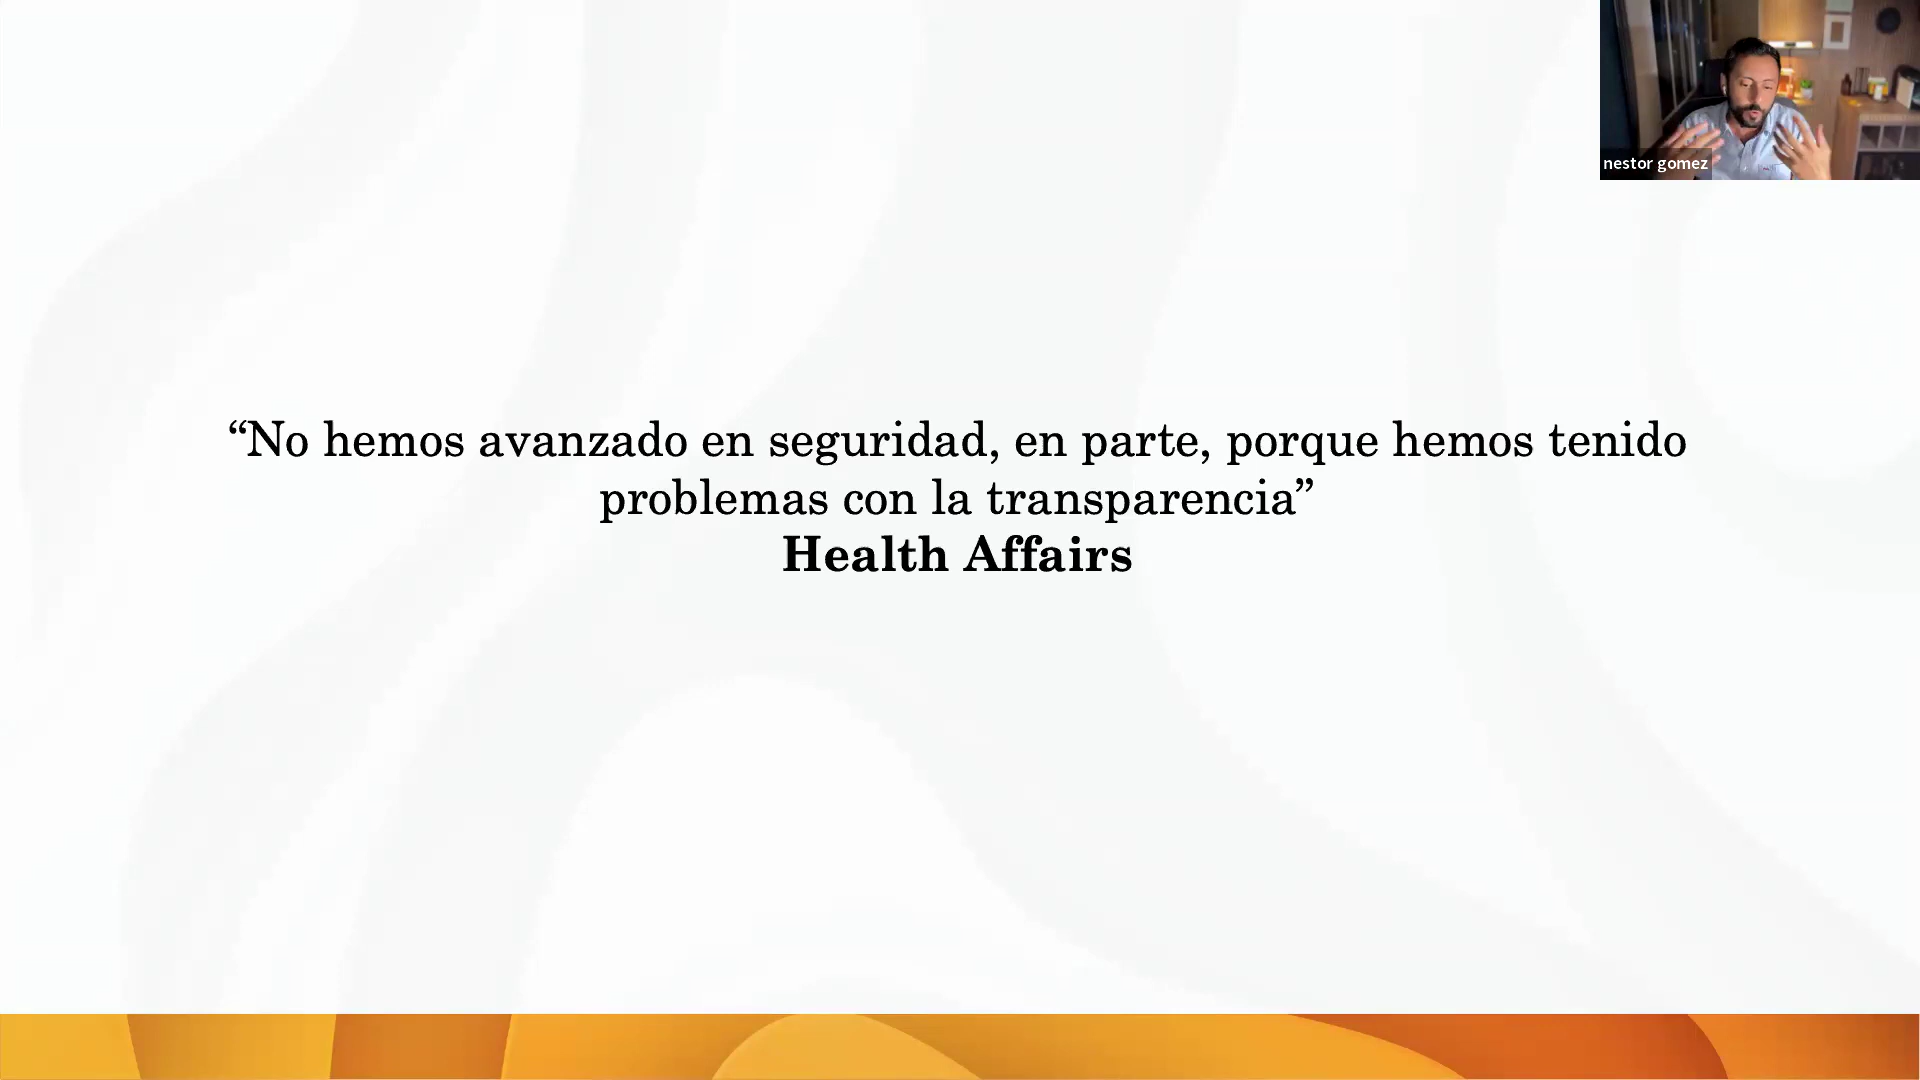 nestor gomez
“No hemos avanzado en seguridad, en parte, porque hemos tenido
problemas con la transparencia”
Health Affairs